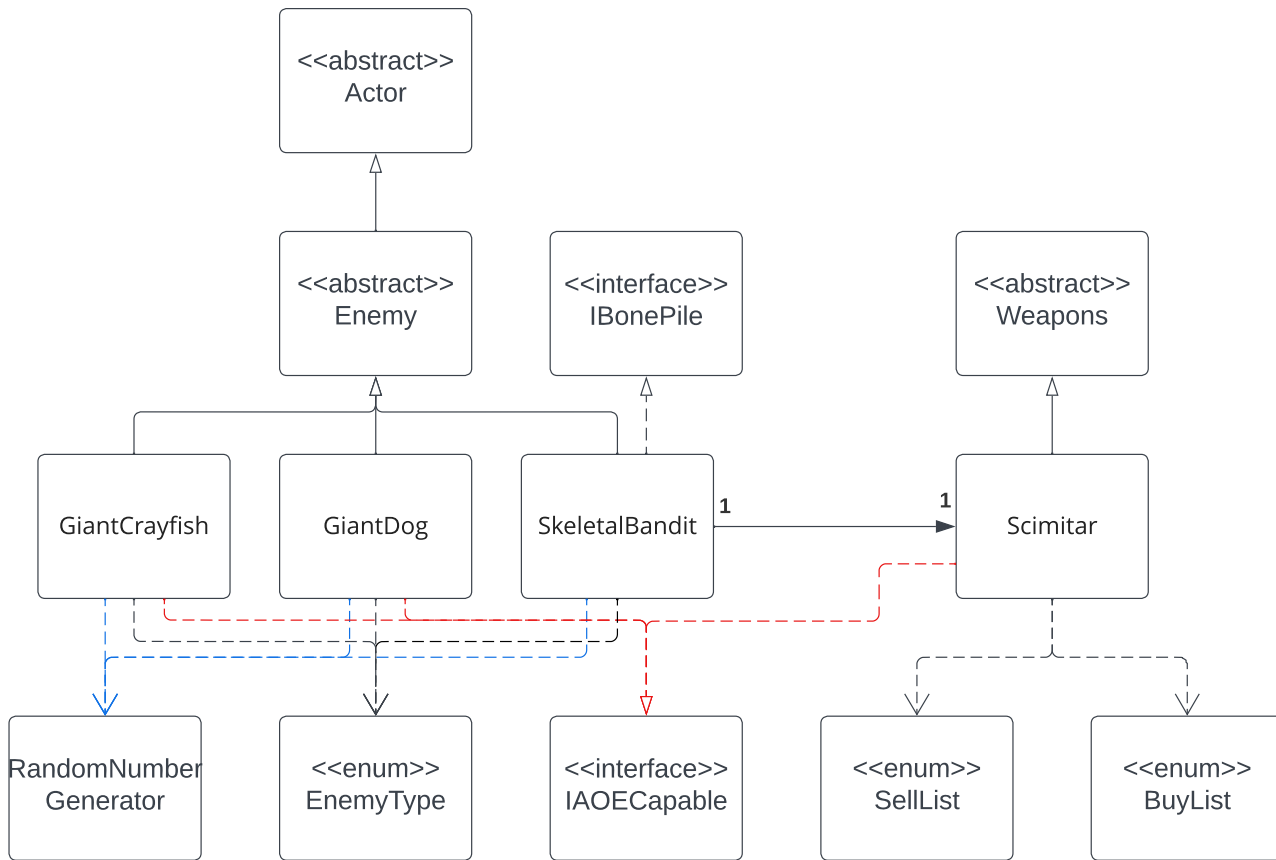 <<abstract>>
Actor
<<abstract>>
Enemy
<<interface>>
IBonePile
<<abstract>>
Weapons
GiantCrayfish
GiantDog
SkeletalBandit
1
1
Scimitar
RandomNumber
Generator
<<enum>>
EnemyType
<<interface>>
IAOECapable
<<enum>>
SellList
<<enum>>
BuyList